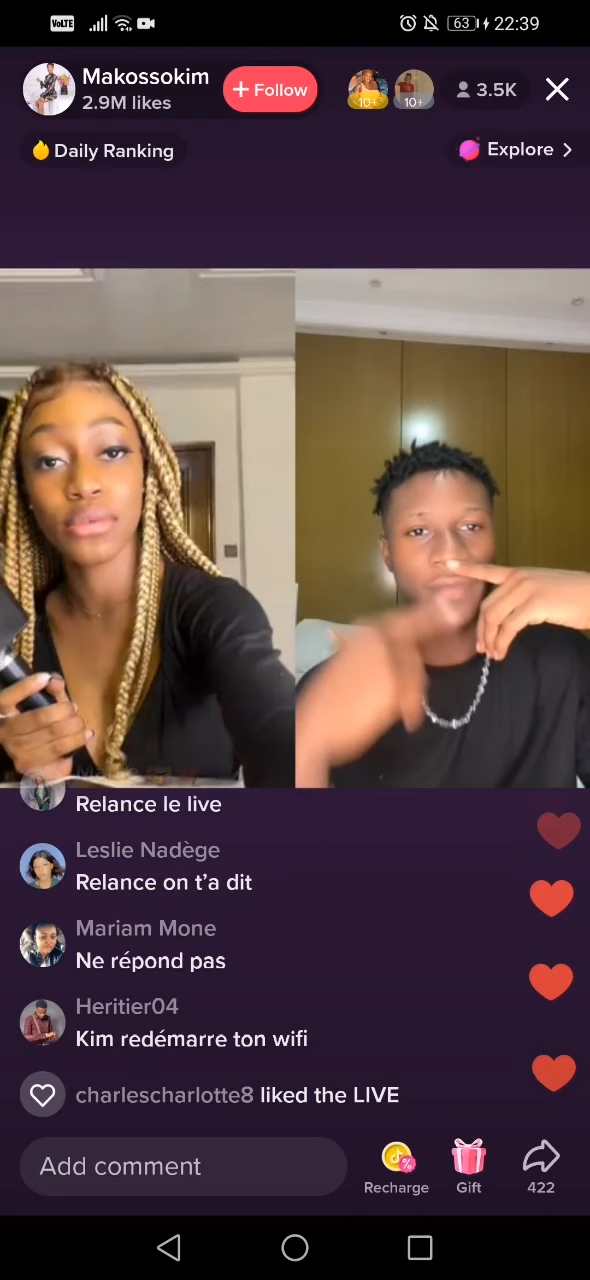 VoLTE
63
22:39
Makossokim
2.9M likes
+ Follow
10+
10+
3.5K
Daily Ranking
Explore >
Relance le live
Leslie Nadège
Relance on t'a dit
Mariam Mone
Ne répond pas
Heritier04
Kim redémarre ton wifi
charlescharlotte8 liked the LIVE
Add comment
%
Recharge
Gift
422